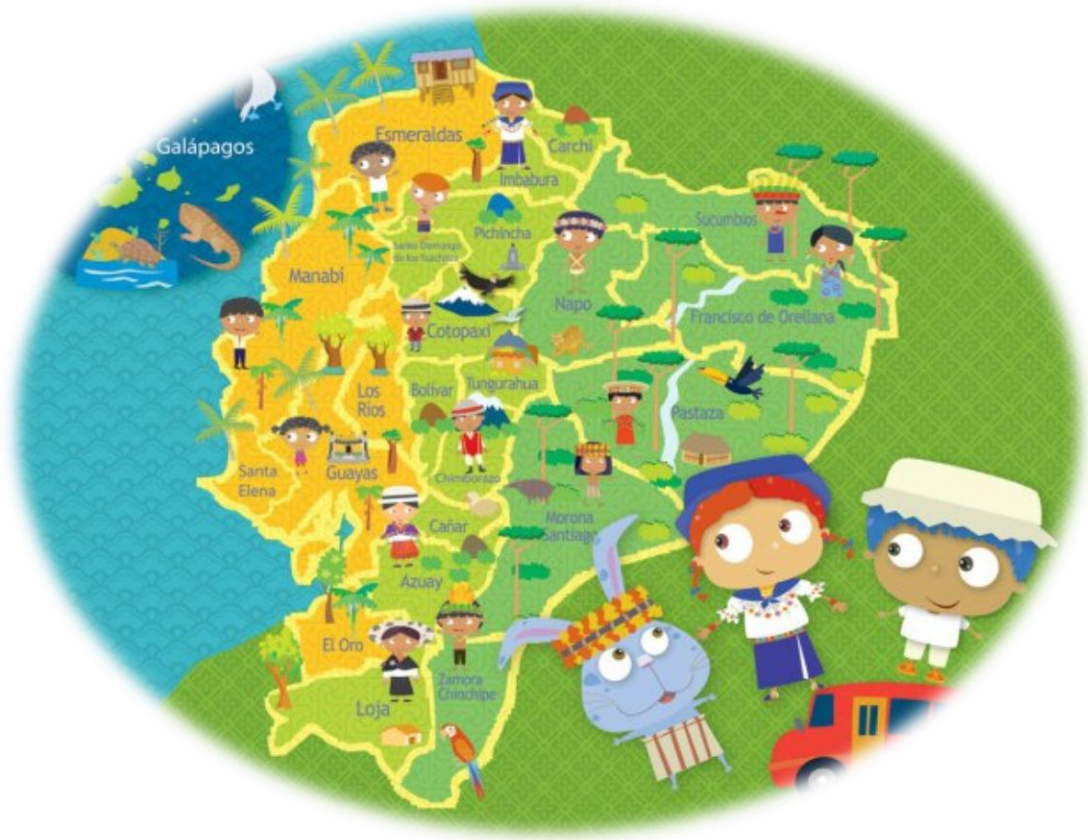 Galápagos
Esmeraldas
Carchi
Imbabura
Sucumbios
Pichincha
Santo Domingo
de los Tsáchilas
Manabí
Napo
Francisco de Orellana
Cotopaxi
Los
Ríos
Bolívar
Tungurahua
Pastaza
Santa
Elena
Guayas
Chimborazo
Cañar
Morona
Santiago
Azuay
El Oro
Zamora
Chinchipe
Loja